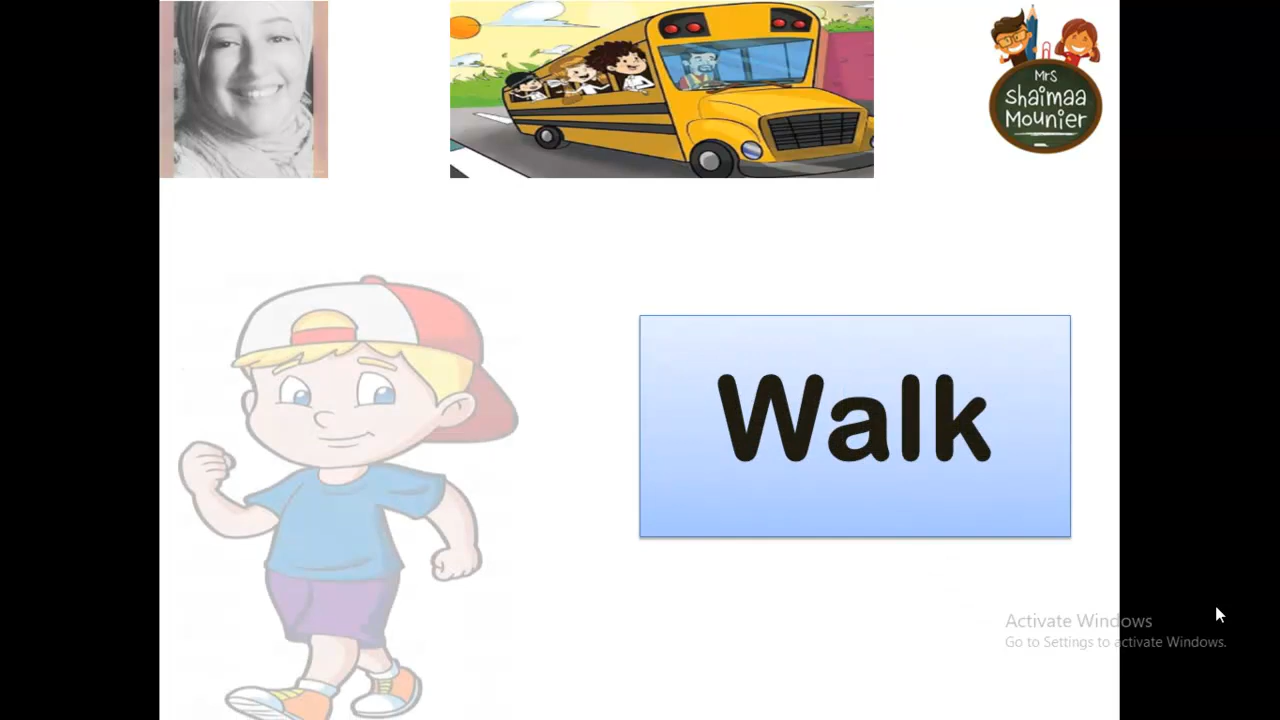 Mrs
Shaimaa
Mounier
Walk
Activate Windows
Go to Settings to activate Windows.